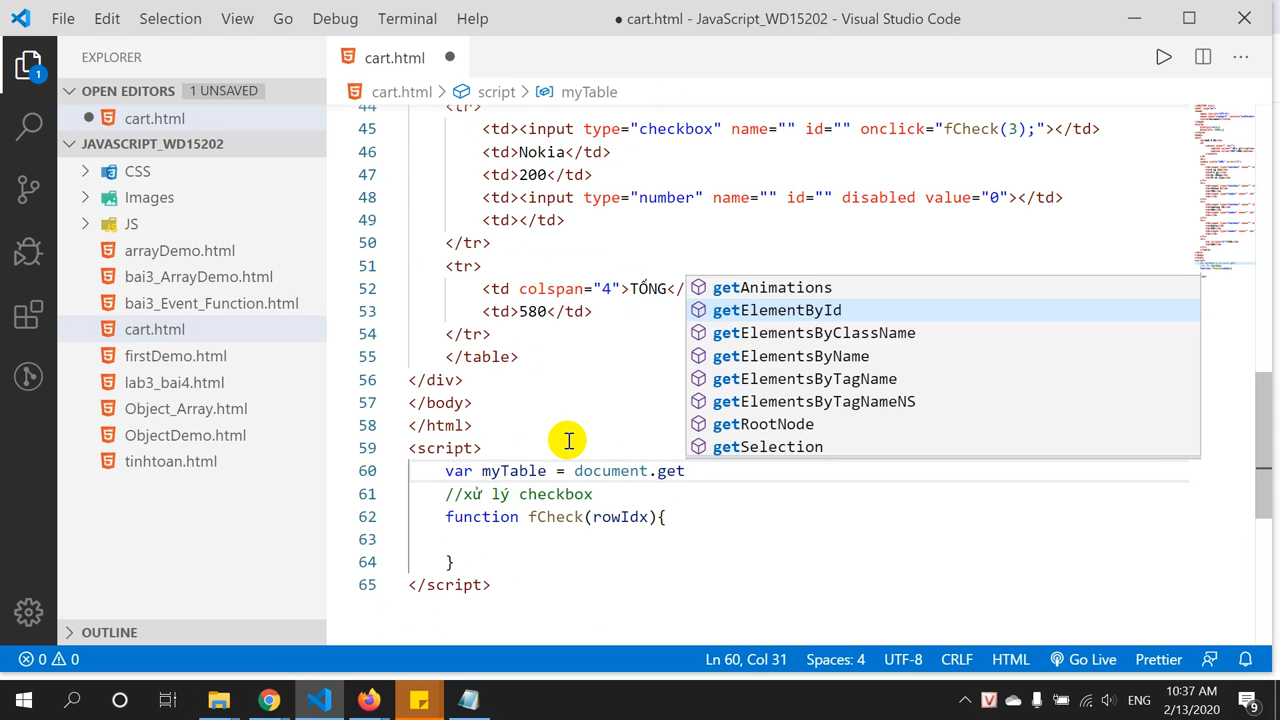 File Edit Selection View Go Debug Terminal Help
● cart.html - JavaScript_WD15202 - Visual Studio Code
EXPLORER
OPEN EDITORS 1 UNSAVED
cart.html
JAVASCRIPT_WD15202
CSS
Images
JS
arrayDemo.html
bai3_ArrayDemo.html
bai3_Event_Function.html
cart.html
firstDemo.html
lab3_bai4.html
Object_Array.html
ObjectDemo.html
tinhtoan.html
OUTLINE
1
cart.html
cart.html > script > myTable
44 <tr>
45 <td><input type="checkbox" name="" id="" onclick="fCheck(3);"></td>
46 <td>Nokia</td>
47 <td>200</td>
48 <td><input type="number" name="" id="" disabled value="0"></td>
49 <td></td>
50 </tr>
51 <tr>
52 <td colspan="4">TỔNG</
53 <td>580</td>
54 </tr>
55 </table>
56 </div>
57 </body>
58 </html>
59 <script>
60 var myTable = document.get
61 //xử lý checkbox
62 function fCheck(rowIdx){
63
64 }
65 </script>
getAnimations
getElementById
getElementsByClassName
getElementsByName
getElementsByTagName
getElementsByTagNameNS
getRootNode
getSelection
0 0 Ln 60, Col 31 Spaces: 4 UTF-8 CRLF HTML Go Live Prettier
ENG 10:37 AM
2/13/2020 9